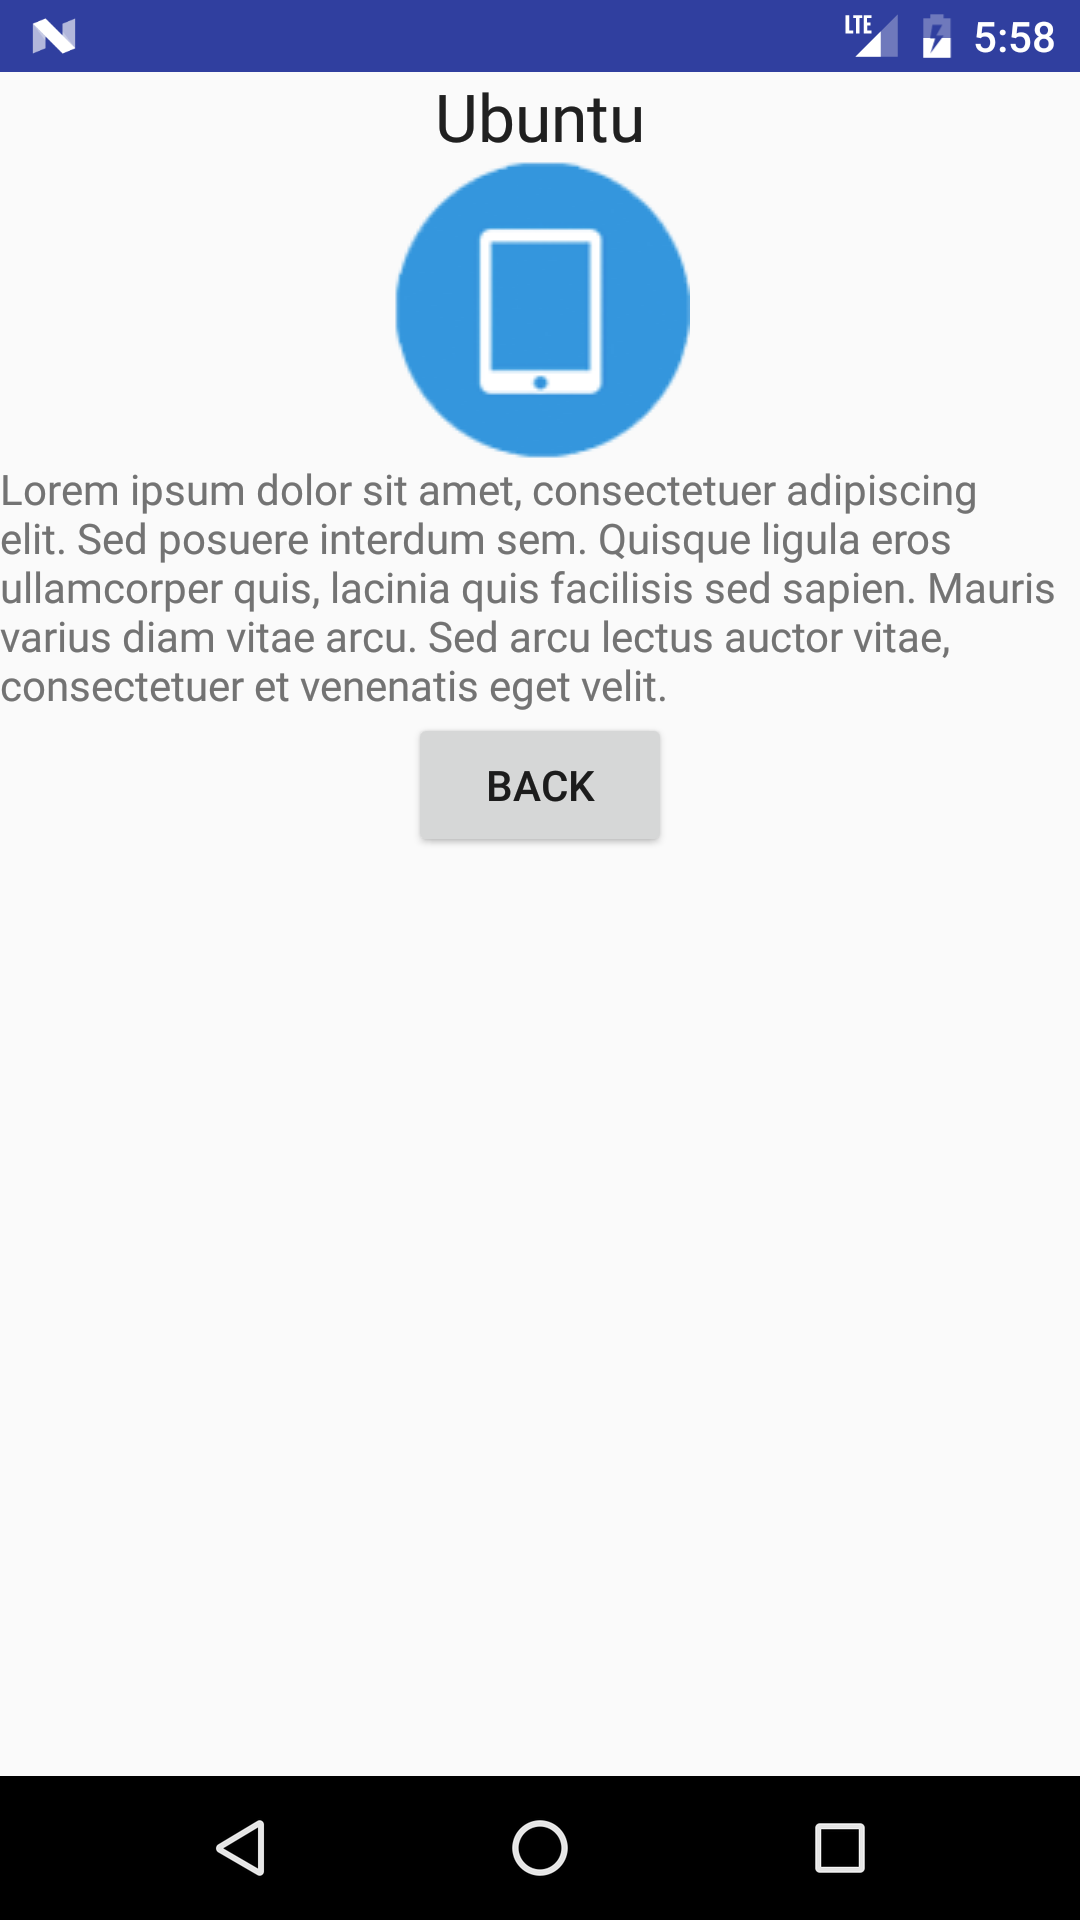 LTE 5:58
Ubuntu
Lorem ipsum dolor sit amet, consectetuer adipiscing
elit. Sed posuere interdum sem. Quisque ligula eros
ullamcorper quis, lacinia quis facilisis sed sapien. Mauris
varius diam vitae arcu. Sed arcu lectus auctor vitae,
consectetuer et venenatis eget velit.
BACK